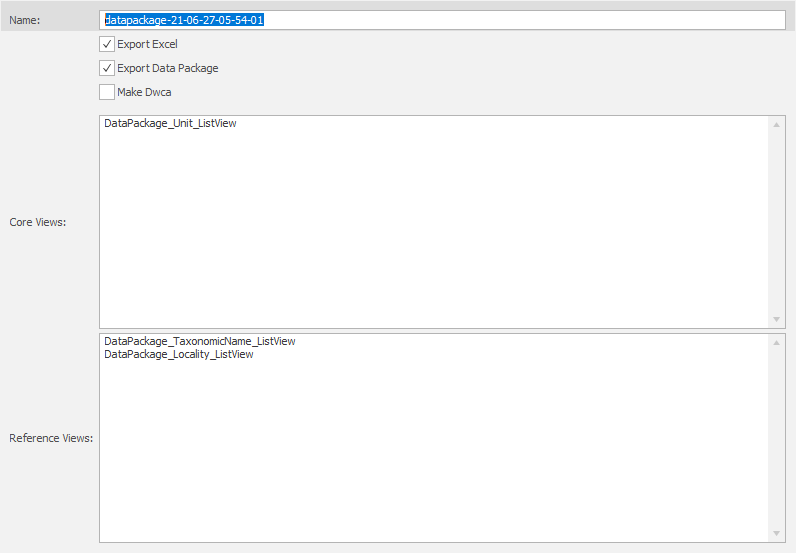 Name: datapackage-21-06-27-05-54-01
Export Excel
Export Data Package
Make Dwca
DataPackage_Unit_ListView
Core Views:
DataPackage_TaxonomicName_ListView
DataPackage_Locality_ListView
Reference Views: